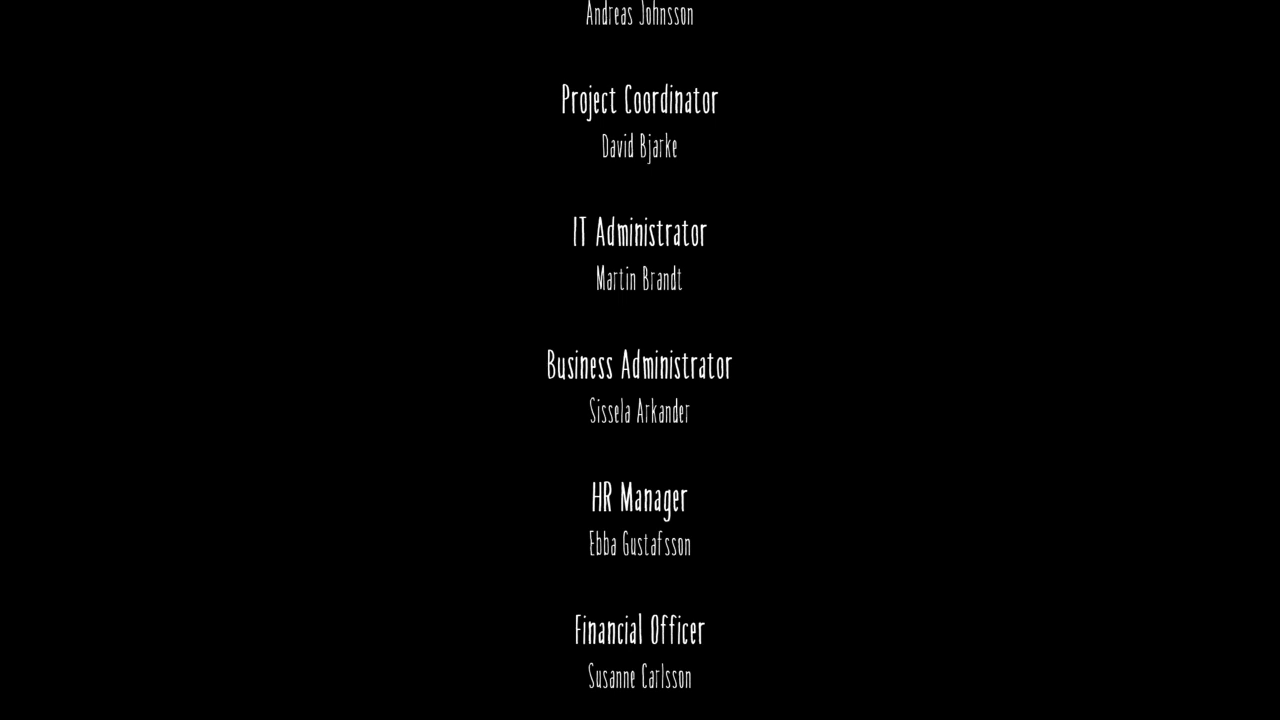 Andreas Johnsson
Project Coordinator
David Bjarke
IT Administrator
Martin Brandt
Business Administrator
Sissela Arkander
HR Manager
Ebba Gustafsson
Financial Officer
Susanne Carlsson